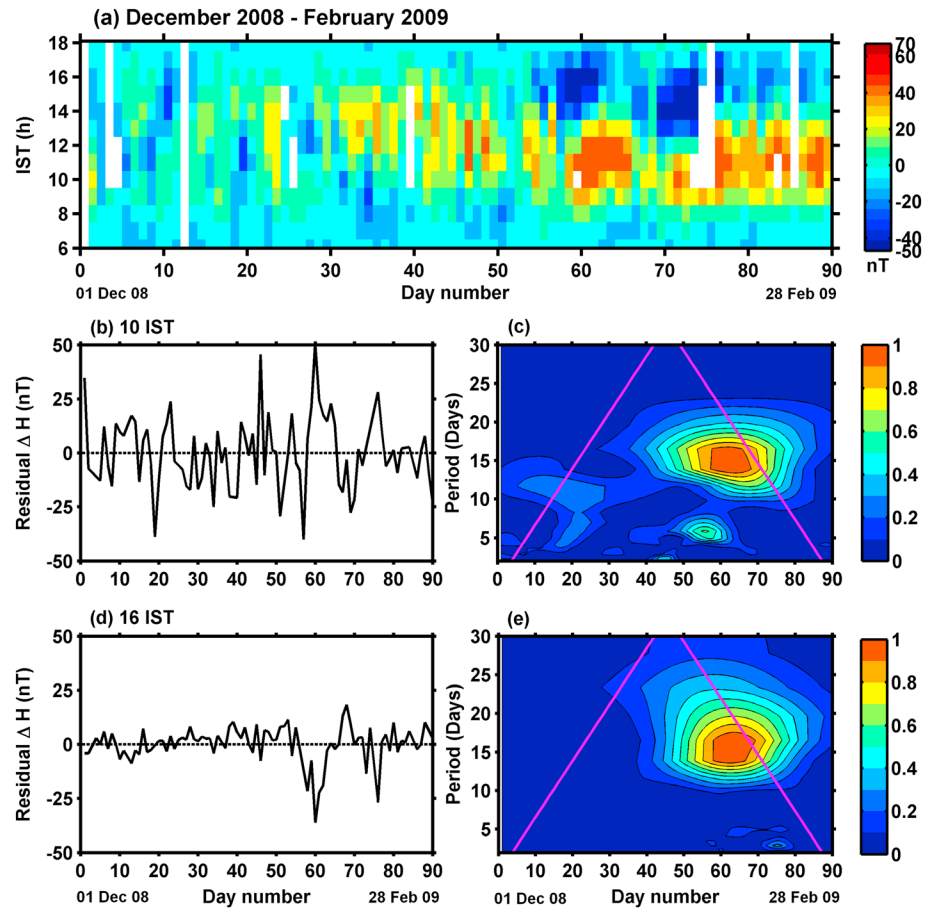 (a) December 2008 - February 2009
IST (h)
18
16
14
12
10
8
6
0 10 20 30 40 50 60 70 80 90
01 Dec 08 Day number 28 Feb 09
70
60
40
20
0
-20
-40
-50
nT
(b) 10 IST
Residual Δ H (nT)
50
25
0
-25
-50
0 10 20 30 40 50 60 70 80 90
(c)
Period (Days)
30
25
20
15
10
5
0 10 20 30 40 50 60 70 80 90
1
0.8
0.6
0.4
0.2
0
(d) 16 IST
Residual Δ H (nT)
50
25
0
-25
-50
0 10 20 30 40 50 60 70 80 90
01 Dec 08 Day number 28 Feb 09
(e)
Period (Days)
30
25
20
15
10
5
0 10 20 30 40 50 60 70 80 90
01 Dec 08 Day number 28 Feb 09
1
0.8
0.6
0.4
0.2
0